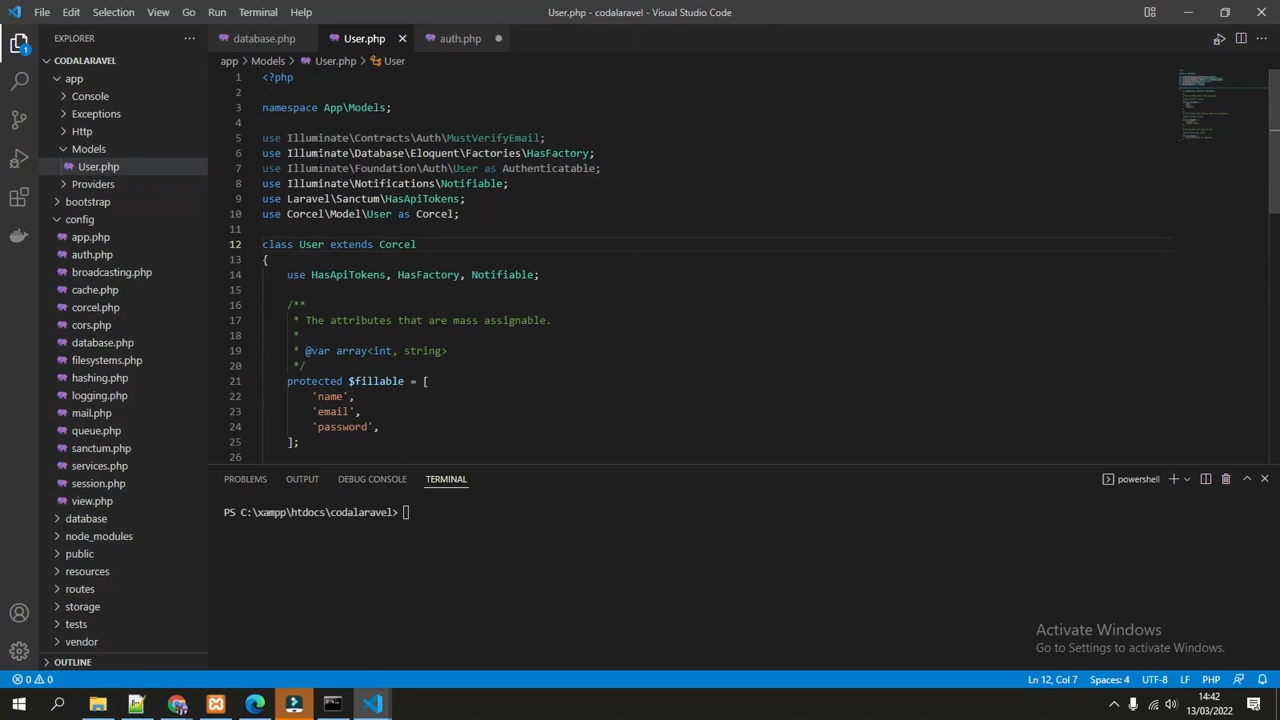 File Edit Selection View Go Run Terminal Help
User.php - codalaravel - Visual Studio Code
EXPLORER
database.php
User.php
auth.php
1
CODALARAVEL
app
Console
Exceptions
Http
Models
User.php
Providers
bootstrap
config
app.php
auth.php
broadcasting.php
cache.php
corcel.php
cors.php
database.php
filesystems.php
hashing.php
logging.php
mail.php
queue.php
sanctum.php
services.php
session.php
view.php
database
node_modules
public
resources
routes
storage
tests
vendor
OUTLINE
app > Models > User.php > User
1 <?php
2
3 namespace App\Models;
4
5 use Illuminate\Contracts\Auth\MustVerifyEmail;
6 use Illuminate\Database\Eloquent\Factories\HasFactory;
7 use Illuminate\Foundation\Auth\User as Authenticatable;
8 use Illuminate\Notifications\Notifiable;
9 use Laravel\Sanctum\HasApiTokens;
10 use Corcel\Model\User as Corcel;
11
12 class User extends Corcel
13 {
14 use HasApiTokens, HasFactory, Notifiable;
15
16 /**
17 * The attributes that are mass assignable.
18 *
19 * @var array<int, string>
20 */
21 protected $fillable = [
22 'name',
23 'email',
24 'password',
25 ];
26
PROBLEMS OUTPUT DEBUG CONSOLE TERMINAL
powershell
PS C:\xampp\htdocs\codalaravel>
Activate Windows
Go to Settings to activate Windows.
0 0
Ln 12, Col 7 Spaces: 4 UTF-8 LF PHP
14:42
13/03/2022